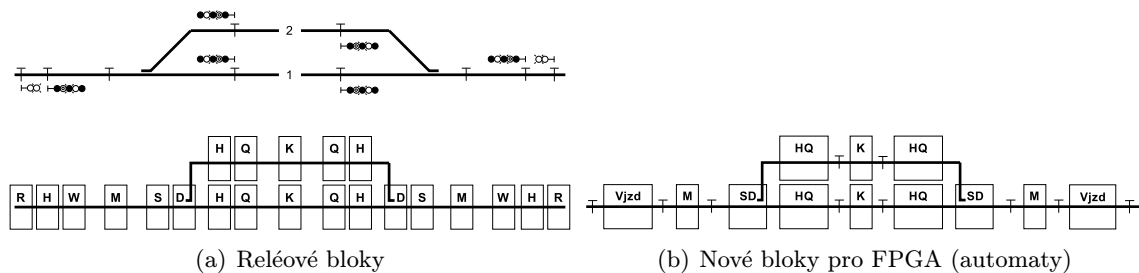 2
1
H Q K Q H
HQ K HQ
R H W M S D H Q K Q H D S M W H R
Vjzd M SD HQ K HQ SD M Vjzd
(a) Reléové bloky
(b) Nové bloky pro FPGA (automaty)